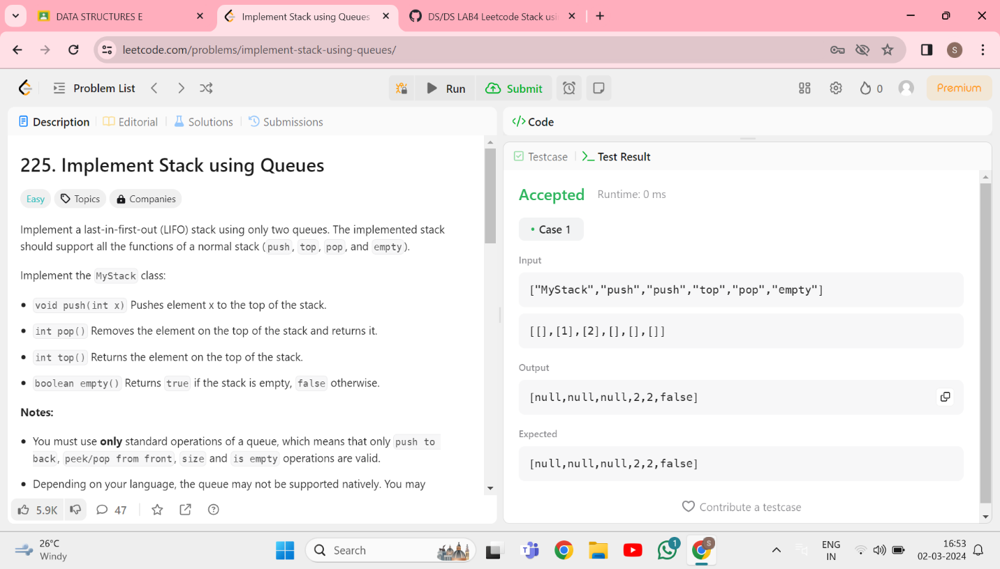 DATA STRUCTURES E
Implement Stack using Queues
DS/DS LAB4 Leetcode Stack usi
leetcode.com/problems/implement-stack-using-queues/
S
Problem List
Run
Submit
0
Premium
Description
Editorial
Solutions
Submissions
</> Code
225. Implement Stack using Queues
Easy
Topics
Companies
Implement a last-in-first-out (LIFO) stack using only two queues. The implemented stack
should support all the functions of a normal stack (push, top, pop, and empty).
Implement the MyStack class:
• void push(int x) Pushes element x to the top of the stack.
• int pop() Removes the element on the top of the stack and returns it.
• int top() Returns the element on the top of the stack.
• boolean empty() Returns true if the stack is empty, false otherwise.
Notes:
• You must use only standard operations of a queue, which means that only push to
back, peek/pop from front, size and is empty operations are valid.
• Depending on your language, the queue may not be supported natively. You may
5.9K
47
Testcase
Test Result
Accepted
Runtime: 0 ms
• Case 1
Input
["MyStack","push","push","top","pop","empty"]
[[],[1],[2],[],[],[]]
Output
[null,null,null,2,2,false]
Expected
[null,null,null,2,2,false]
Contribute a testcase
26°C
Windy
Search
T
1
S
ENG
IN
16:53
02-03-2024